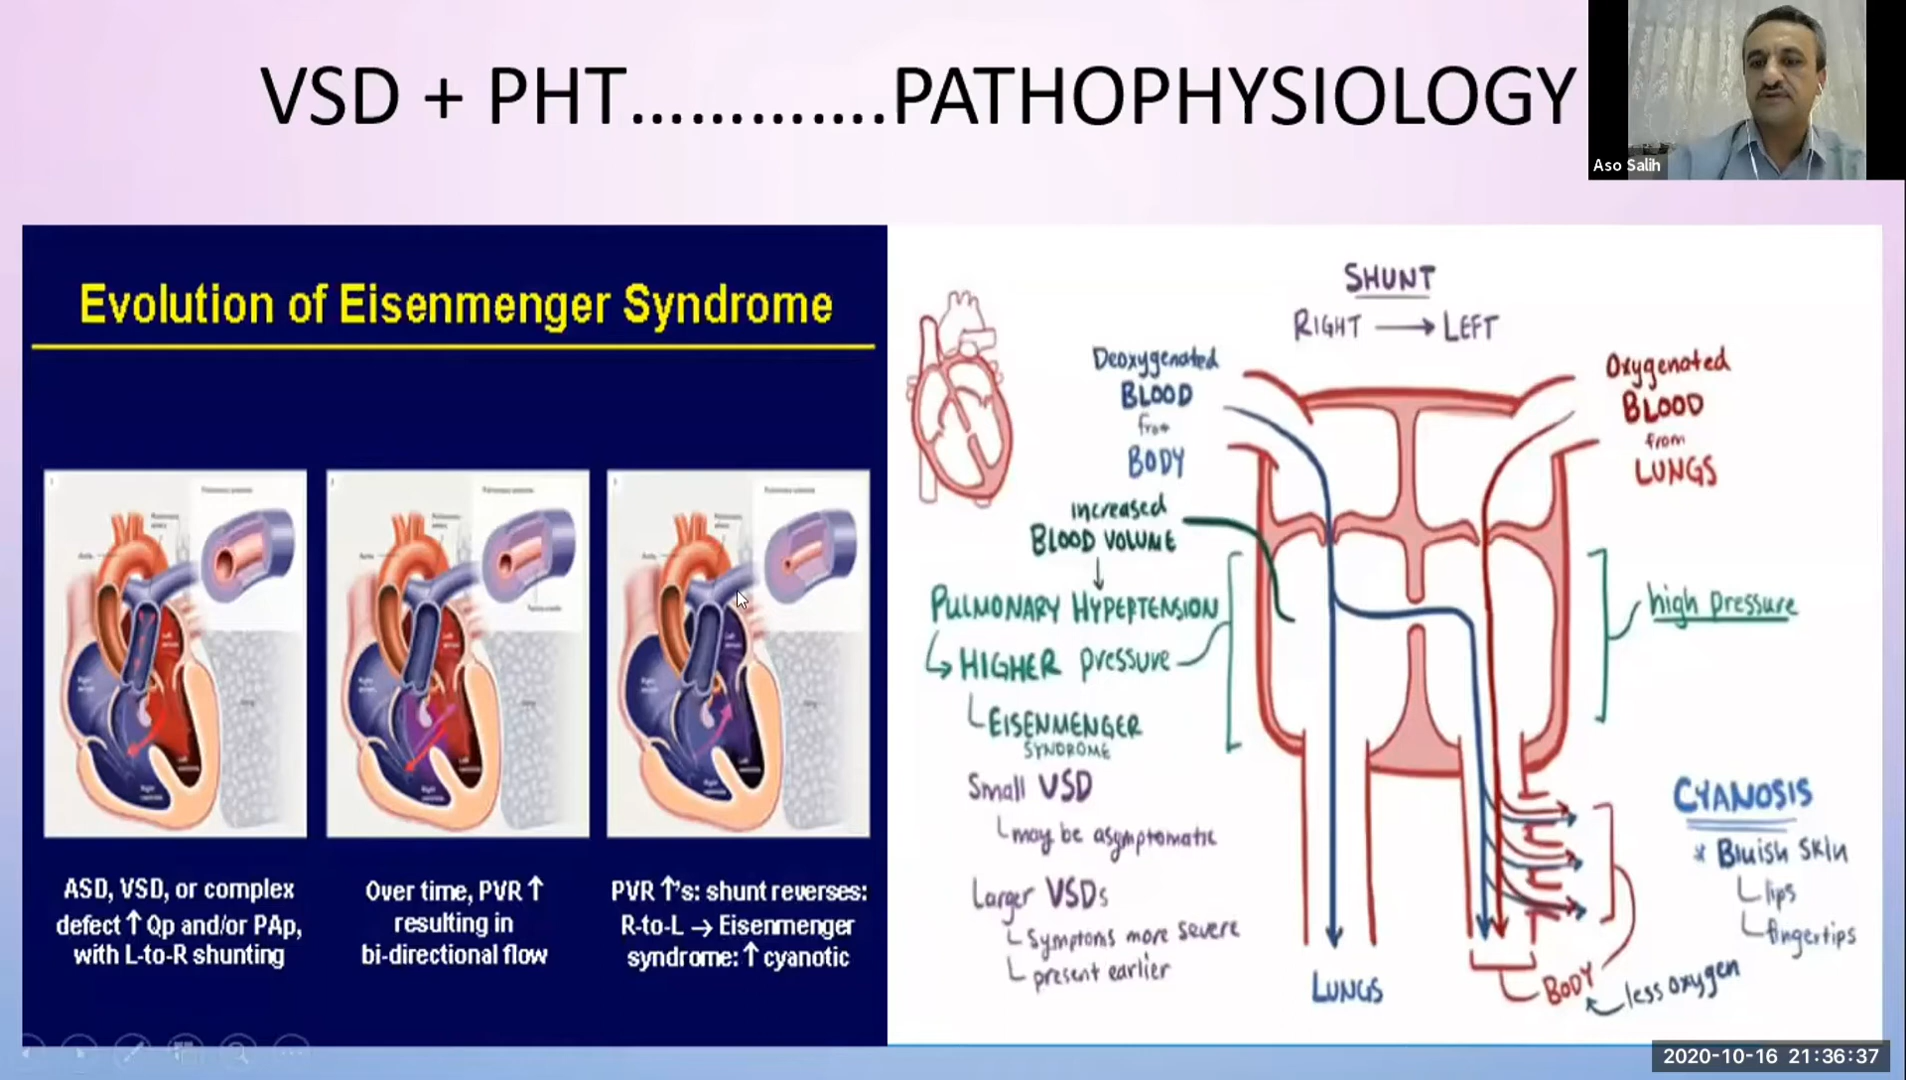 VSD + PHT.............PATHOPHYSIOLOGY
Aso Salih
Evolution of Eisenmenger Syndrome
ASD, VSD, or complex
defect ↑ Qp and/or PAp,
with L-to-R shunting
Over time, PVR ↑
resulting in
bi-directional flow
PVR ↑'s: shunt reverses:
R-to-L → Eisenmenger
syndrome: ↑ cyanotic
SHUNT
RIGHT → LEFT
Deoxygenated
BLOOD
BODY
Oxygenated
BLOOD
from
LUNGS
increased
BLOOD VOLUME
↓
PULMONARY HYPERTENSION
↳ HIGHER pressure
EISENMENGER
SYNDROME
high pressure
Small VSD
may be asymptomatic
Larger VSDs
symptoms more severe
present earlier
LUNGS
BODY
less oxygen
CYANOSIS
* Bluish skin
lips
fingertips
2020-10-16 21:36:37